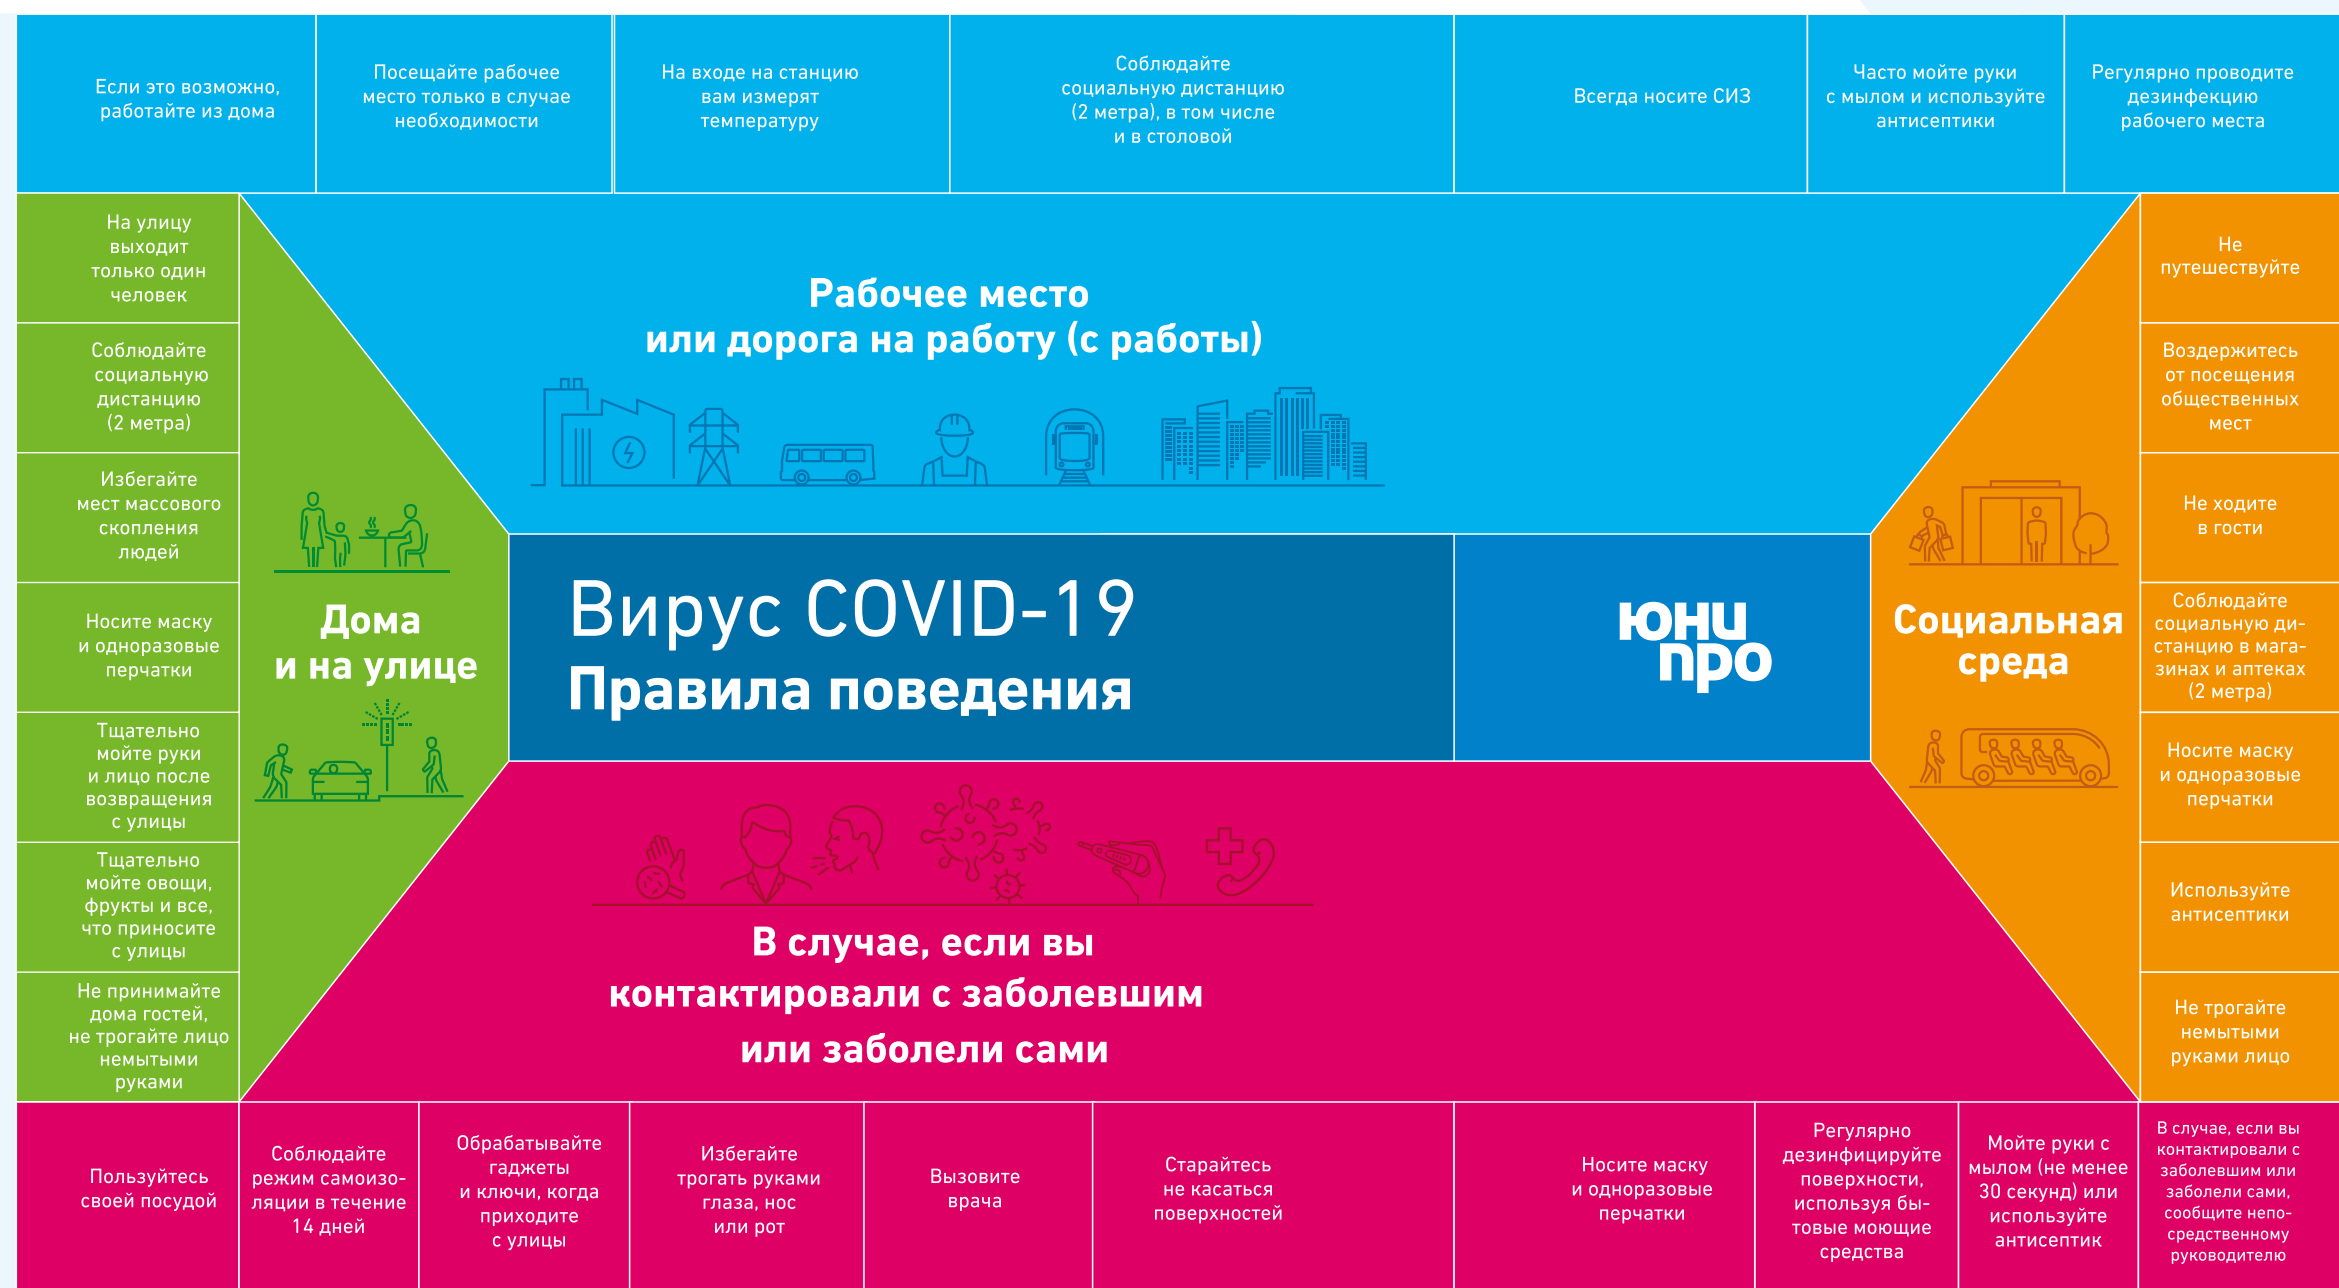 Если это возможно,
работайте из дома
Посещайте рабочее
место только в случае
необходимости
На входе на станцию
вам измерят
температуру
Соблюдайте
социальную дистанцию
(2 метра), в том числе
и в столовой
Всегда носите СИЗ
Часто мойте руки
с мылом и используйте
антисептики
Регулярно проводите
дезинфекцию
рабочего места
На улицу
выходит
только один
человек
Соблюдайте
социальную
дистанцию
(2 метра)
Избегайте
мест массового
скопления
людей
Носите маску
и одноразовые
перчатки
Тщательно
мойте руки
и лицо после
возвращения
с улицы
Тщательно
мойте овощи,
фрукты и все,
что приносите
с улицы
Не принимайте
дома гостей,
не трогайте лицо
немытыми
руками
Дома
и на улице
Рабочее место
или дорога на работу (с работы)
Вирус COVID-19
Правила поведения
юни
про
В случае, если вы
контактировали с заболевшим
или заболели сами
Социальная
среда
Не
путешествуйте
Воздержитесь
от посещения
общественных
мест
Не ходите
в гости
Соблюдайте
социальную ди-
станцию в мага-
зинах и аптеках
(2 метра)
Носите маску
и одноразовые
перчатки
Используйте
антисептики
Не трогайте
немытыми
руками лицо
Пользуйтесь
своей посудой
Соблюдайте
режим самоизо-
ляции в течение
14 дней
Обрабатывайте
гаджеты
и ключи, когда
приходите
с улицы
Избегайте
трогать руками
глаза, нос
или рот
Вызовите
врача
Старайтесь
не касаться
поверхностей
Носите маску
и одноразовые
перчатки
Регулярно
дезинфицируйте
поверхности,
используя бы-
товые моющие
средства
Мойте руки с
мылом (не менее
30 секунд) или
используйте
антисептик
В случае, если вы
контактировали с
заболевшим или
заболели сами,
сообщите непо-
средственному
руководителю